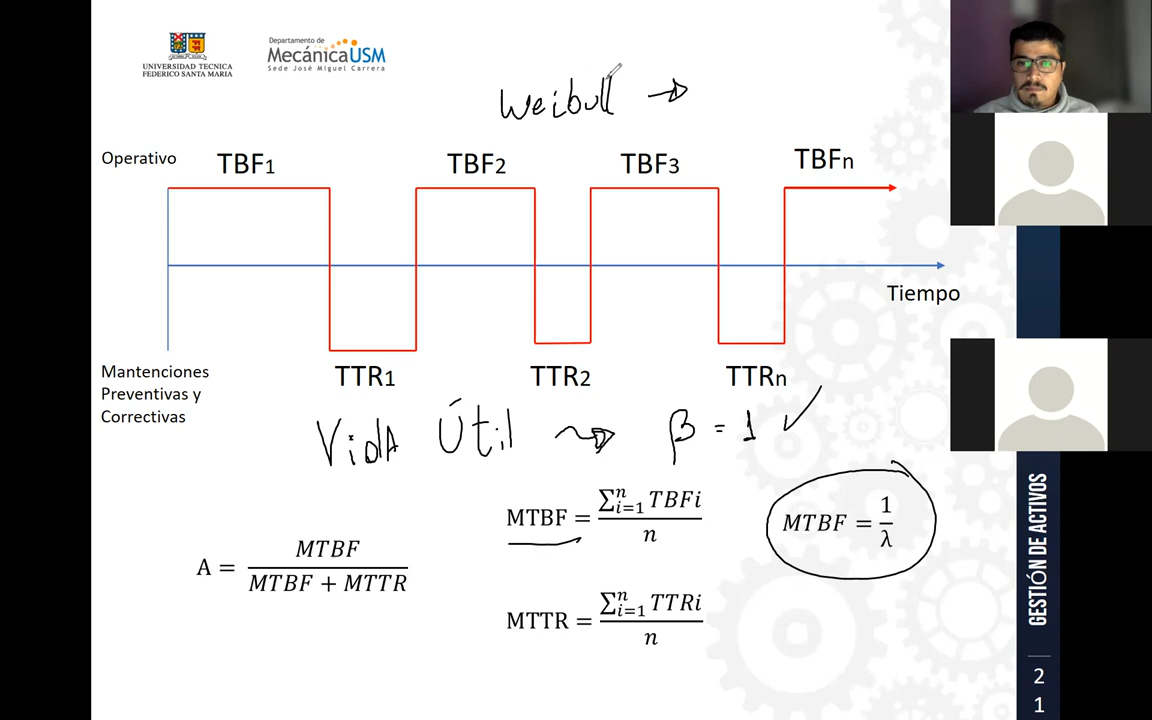 UNIVERSIDAD TECNICA
FEDERICO SANTA MARIA
Departamento de
MecánicaUSM
Sede José Miguel Carrera
Weibull →
Operativo
TBF1
TBF2
TBF3
TBFn
Tiempo
Mantenciones
Preventivas y
Correctivas
TTR1
TTR2
TTRn
VidA Útil → β = 1 ✓
A = MTBF / (MTBF + MTTR)
MTBF = ∑ⁿᵢ₌₁ TBFi / n
MTBF = 1 / λ
MTTR = ∑ⁿᵢ₌₁ TTRi / n
GESTIÓN DE ACTIVOS
2
1